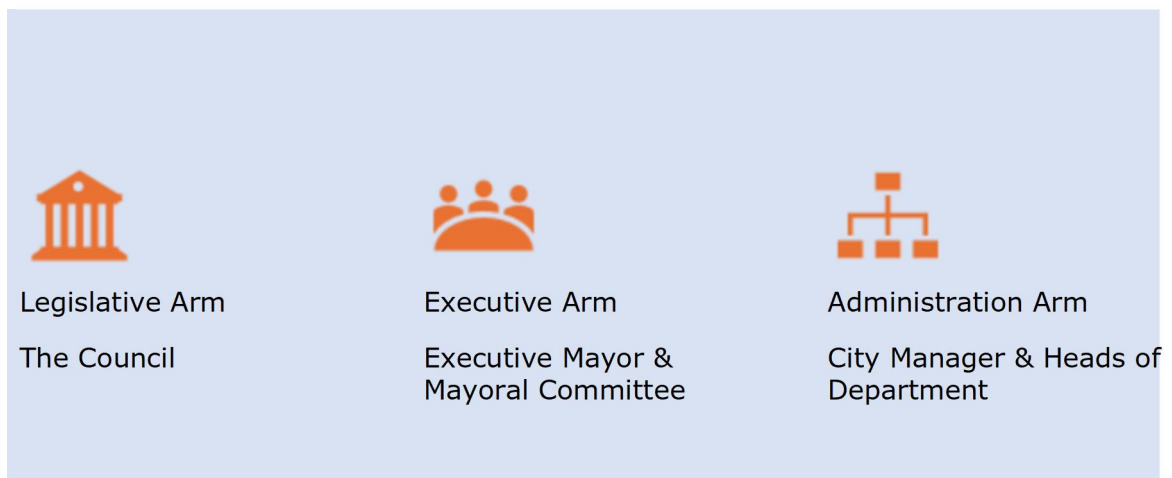 Legislative Arm
The Council
Executive Arm
Executive Mayor &
Mayoral Committee
Administration Arm
City Manager & Heads of
Department